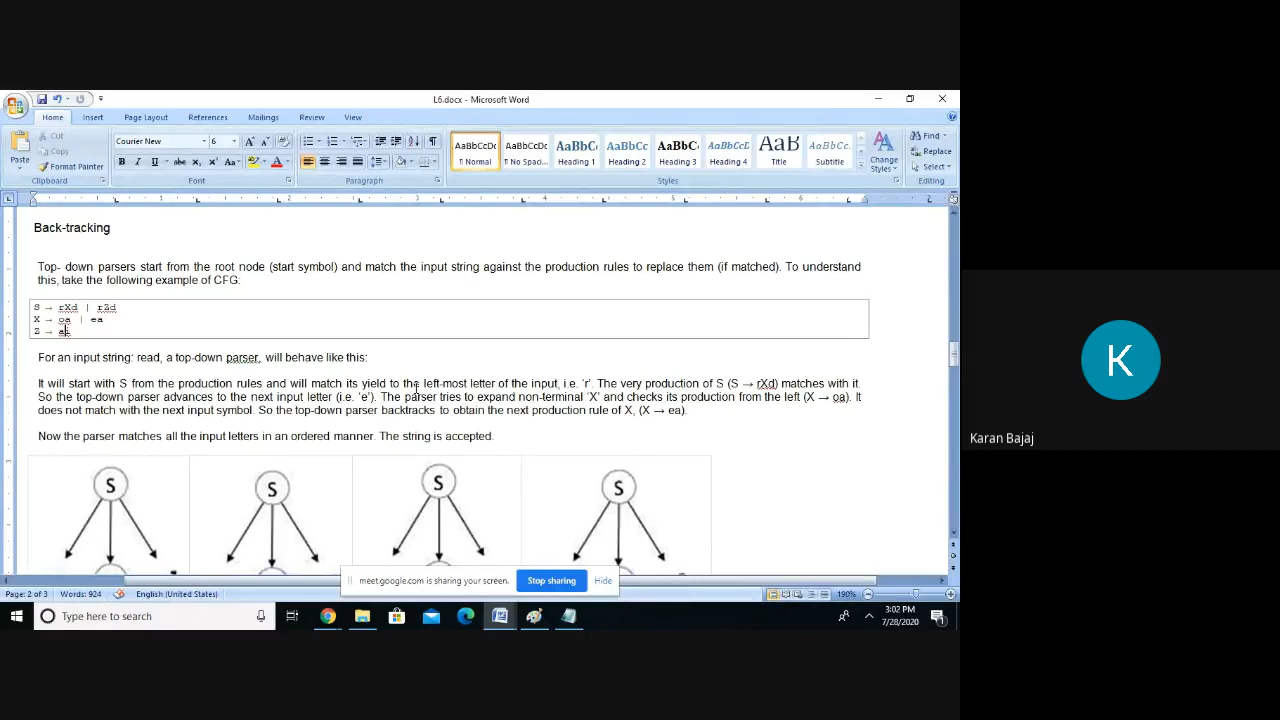 L6.docx - Microsoft Word
Home Insert Page Layout References Mailings Review View
Paste
Cut
Copy
Format Painter
Clipboard
Courier New 6
Font
Paragraph
AaBbCcDc AaBbCcDc AaBbC AaBbCc AaBbC AaBbCc AaB AaBbCc.
¶ Normal ¶ No Spaci... Heading 1 Heading 2 Heading 3 Heading 4 Title Subtitle
Change Styles
Styles
Find
Replace
Select
Editing
1 2 3 4 5 6 7
Back-tracking
Top- down parsers start from the root node (start symbol) and match the input string against the production rules to replace them (if matched). To understand
this, take the following example of CFG:
S → rXd | rZd
X → oa | ea
Z → ai
For an input string: read, a top-down parser, will behave like this:
It will start with S from the production rules and will match its yield to the left-most letter of the input, i.e. 'r'. The very production of S (S → rXd) matches with it.
So the top-down parser advances to the next input letter (i.e. 'e'). The parser tries to expand non-terminal 'X' and checks its production from the left (X → oa). It
does not match with the next input symbol. So the top-down parser backtracks to obtain the next production rule of X, (X → ea).
Now the parser matches all the input letters in an ordered manner. The string is accepted.
S S S S
meet.google.com is sharing your screen. Stop sharing Hide
Page: 2 of 3 Words: 924 English (United States) 190%
Type here to search
3:02 PM
7/28/2020
K
Karan Bajaj